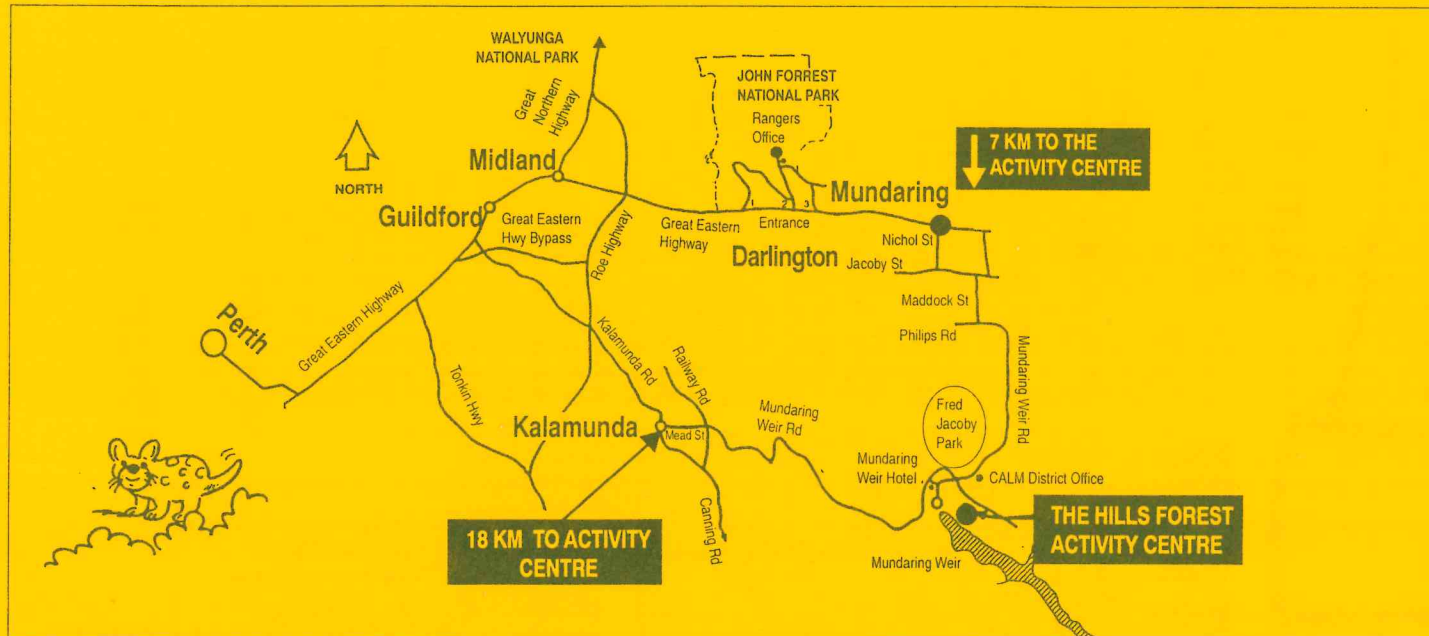 WALYUNGA
NATIONAL PARK
Great
Northern
Highway
JOHN FORREST
NATIONAL PARK
Rangers
Office
7 KM TO THE
ACTIVITY CENTRE
NORTH
Midland
Mundaring
Guildford
Great Eastern
Hwy Bypass
Roe Highway
Great Eastern
Highway
1
2
3
Entrance
Nichol St
Darlington
Jacoby St
Maddock St
Philips Rd
Perth
Great Eastern Highway
Tonkin Hwy
Kalamunda Rd
Railway Rd
Mundaring
Weir Rd
Mundaring Weir Rd
Fred
Jacoby
Park
Kalamunda
Mead St
Canning Rd
Mundaring
Weir Hotel
CALM District Office
18 KM TO ACTIVITY
CENTRE
THE HILLS FOREST
ACTIVITY CENTRE
Mundaring Weir